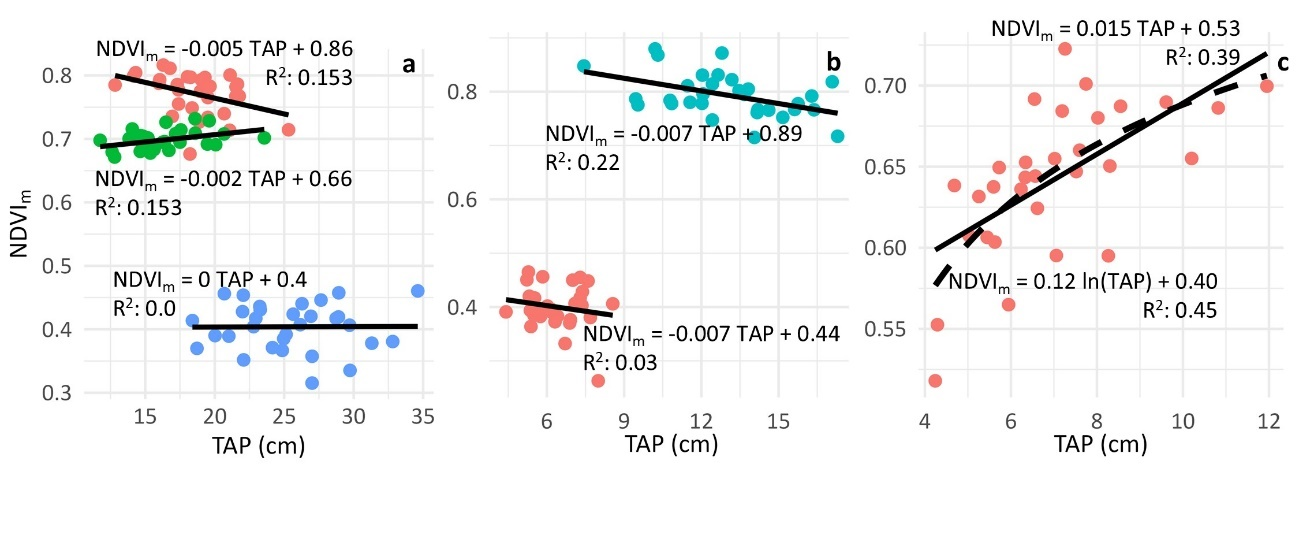 NDVIₘ = -0.005 TAP + 0.86
R²: 0.153
a
0.8
0.7
NDVIₘ = -0.002 TAP + 0.66
R²: 0.153
0.6
0.5
NDVIₘ = 0 TAP + 0.4
R²: 0.0
0.4
0.3
NDVIₘ
15 20 25 30 35
TAP (cm)
b
0.8
NDVIₘ = -0.007 TAP + 0.89
R²: 0.22
0.6
0.4
NDVIₘ = -0.007 TAP + 0.44
R²: 0.03
6 9 12 15
TAP (cm)
NDVIₘ = 0.015 TAP + 0.53
R²: 0.39
c
0.70
0.65
0.60
NDVIₘ = 0.12 ln(TAP) + 0.40
R²: 0.45
0.55
4 6 8 10 12
TAP (cm)